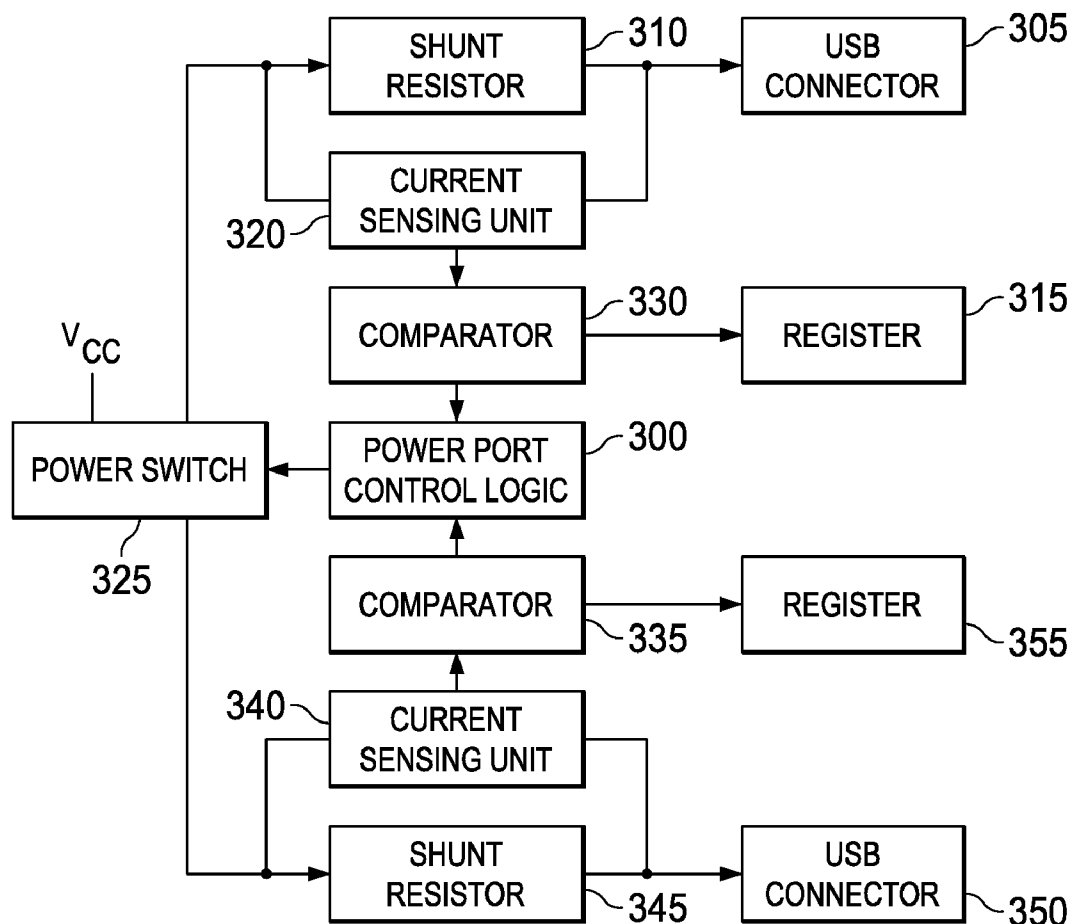 SHUNT
RESISTOR
310
USB
CONNECTOR
305
CURRENT
SENSING UNIT
320
COMPARATOR
330
REGISTER
315
VCC
POWER SWITCH
325
POWER PORT
CONTROL LOGIC
300
COMPARATOR
335
REGISTER
355
340
CURRENT
SENSING UNIT
SHUNT
RESISTOR
345
USB
CONNECTOR
350